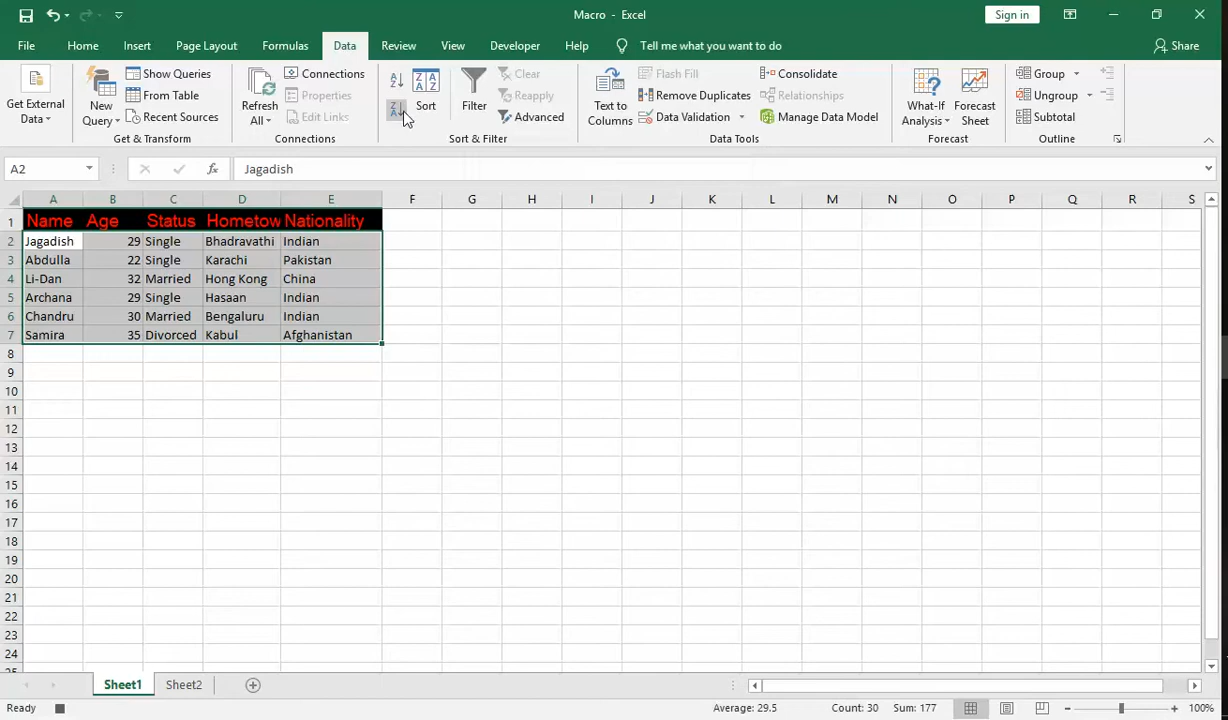 Macro - Excel
Sign in
File Home Insert Page Layout Formulas Data Review View Developer Help Tell me what you want to do Share
Get External Data
New Query
Show Queries
From Table
Recent Sources
Get & Transform
Refresh All
Connections
Properties
Edit Links
Connections
Sort
Filter
Clear
Reapply
Advanced
Sort & Filter
Text to Columns
Flash Fill
Remove Duplicates
Data Validation
Consolidate
Relationships
Manage Data Model
Data Tools
What-If Analysis
Forecast Sheet
Forecast
Group
Ungroup
Subtotal
Outline
A2 fx Jagadish
A B C D E F G H I J K L M N O P Q R S
1 Name Age Status Hometow Nationality
2 Jagadish 29 Single Bhadravathi Indian
3 Abdulla 22 Single Karachi Pakistan
4 Li-Dan 32 Married Hong Kong China
5 Archana 29 Single Hasaan Indian
6 Chandru 30 Married Bengaluru Indian
7 Samira 35 Divorced Kabul Afghanistan
8
9
10
11
12
13
14
15
16
17
18
19
20
21
22
23
24
25
Sheet1 Sheet2
Ready Average: 29.5 Count: 30 Sum: 177 100%